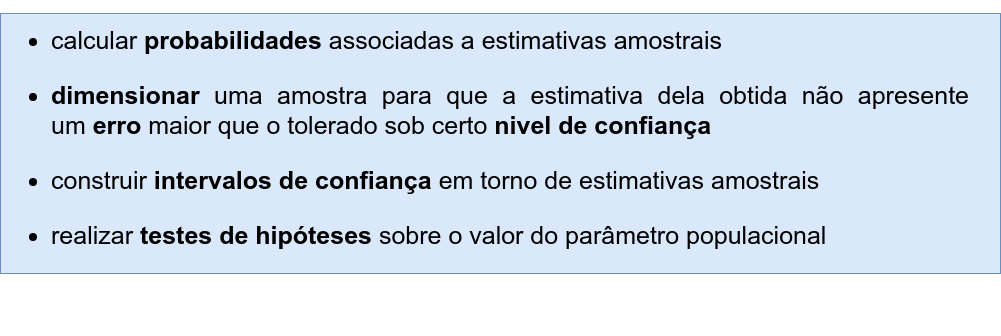 • calcular probabilidades associadas a estimativas amostrais
• dimensionar uma amostra para que a estimativa dela obtida não apresente
um erro maior que o tolerado sob certo nivel de confiança
• construir intervalos de confiança em torno de estimativas amostrais
• realizar testes de hipóteses sobre o valor do parâmetro populacional